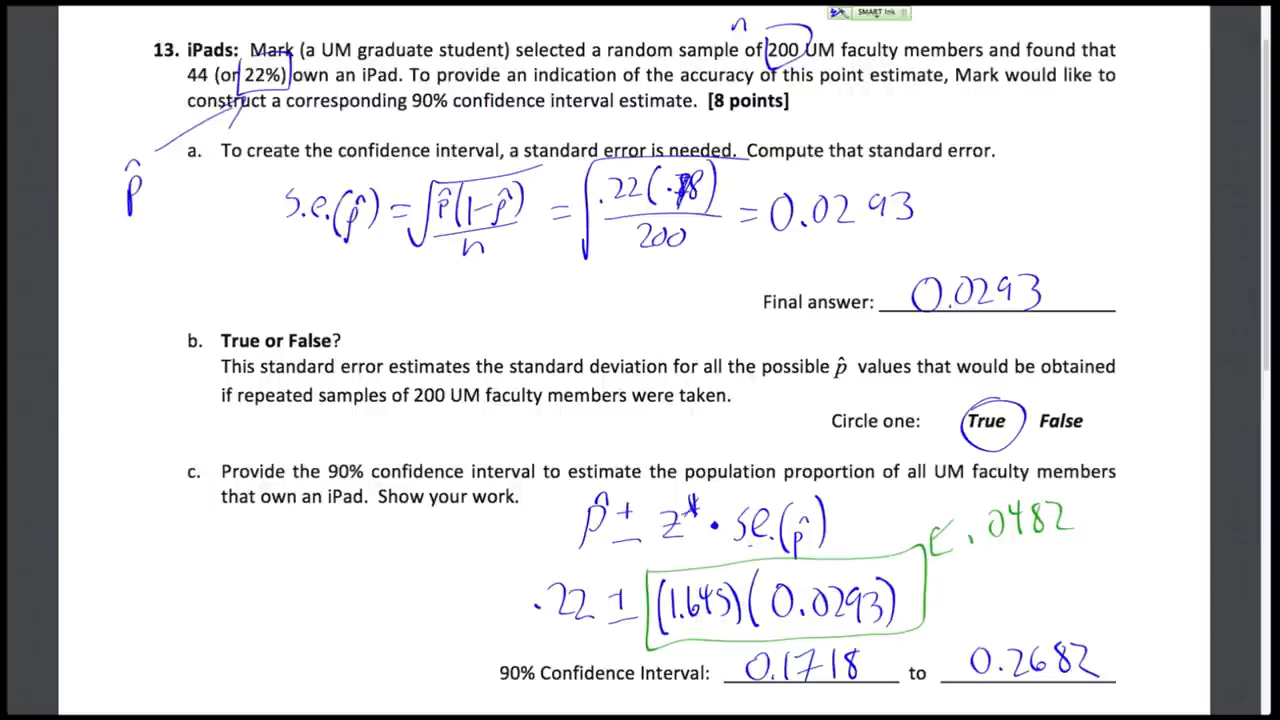 SMART Ink
n
13. iPads: Mark (a UM graduate student) selected a random sample of 200 UM faculty members and found that
44 (or 22%) own an iPad. To provide an indication of the accuracy of this point estimate, Mark would like to
construct a corresponding 90% confidence interval estimate. [8 points]
a. To create the confidence interval, a standard error is needed. Compute that standard error.
p̂
s.e.(p̂) = √(p̂(1-p̂)/n) = √(.22(.78)/200) = 0.0293
Final answer: 0.0293
b. True or False?
This standard error estimates the standard deviation for all the possible p̂ values that would be obtained
if repeated samples of 200 UM faculty members were taken.
Circle one: True False
c. Provide the 90% confidence interval to estimate the population proportion of all UM faculty members
that own an iPad. Show your work.
p̂ ± z* • s.e.(p̂)
.0482
.22 ± (1.645)(0.0293)
90% Confidence Interval: 0.1718 to 0.2682